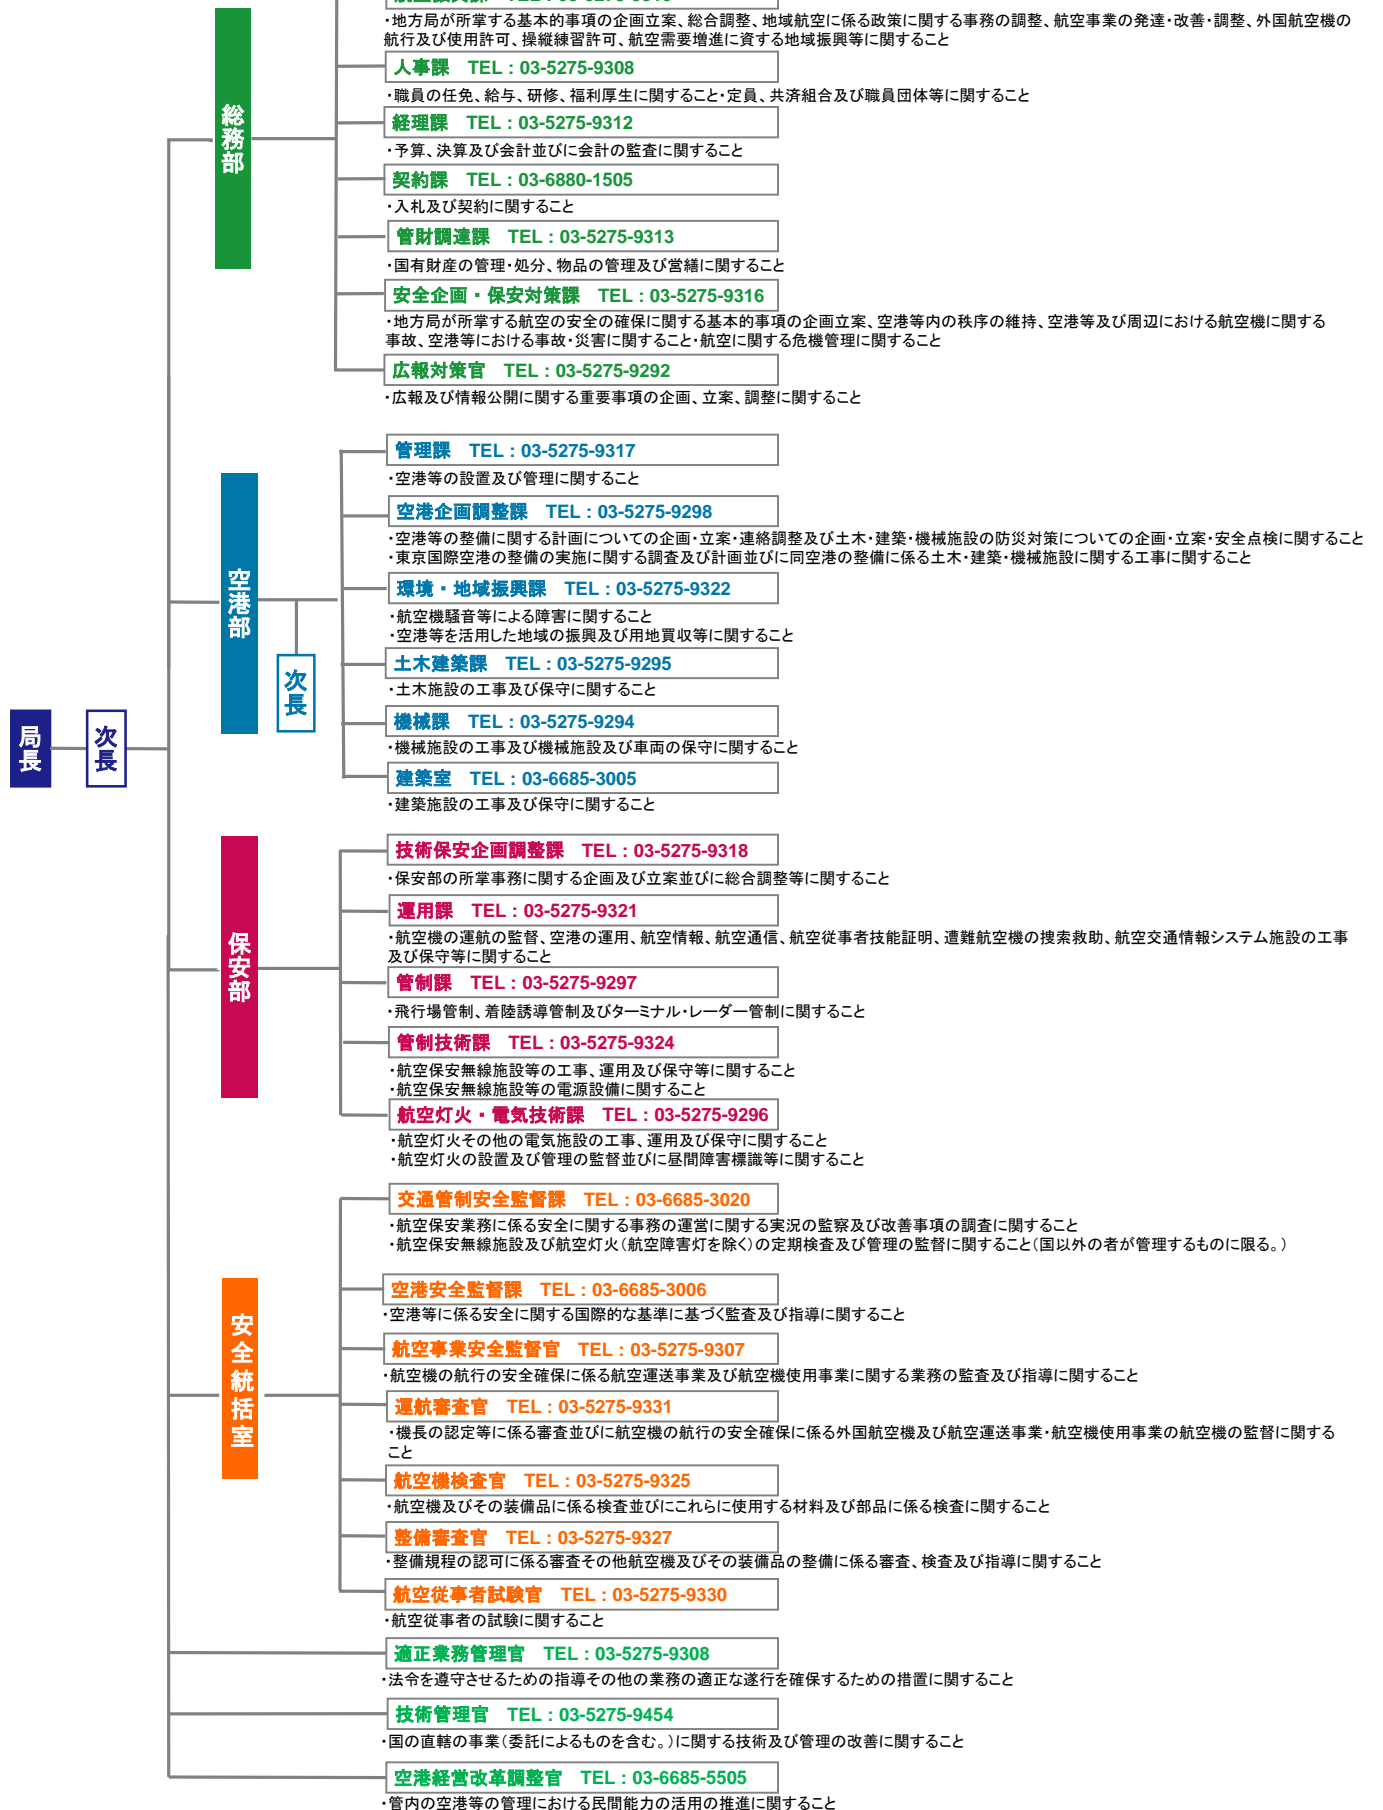 ・地方局が所掌する基本的事項の企画立案、総合調整、地域航空に係る政策に関する事務の調整、航空事業の発達・改善・調整、外国航空機の
航行及び使用許可、操縦練習許可、航空需要増進に資する地域振興等に関すること
人事課　TEL : 03-5275-9308
・職員の任免、給与、研修、福利厚生に関すること・定員、共済組合及び職員団体等に関すること
総務部
経理課　TEL : 03-5275-9312
・予算、決算及び会計並びに会計の監査に関すること
契約課　TEL : 03-6880-1505
・入札及び契約に関すること
管財調達課　TEL : 03-5275-9313
・国有財産の管理・処分、物品の管理及び営繕に関すること
安全企画・保安対策課　TEL : 03-5275-9316
・地方局が所掌する航空の安全の確保に関する基本的事項の企画立案、空港等内の秩序の維持、空港等及び周辺における航空機に関する
事故、空港等における事故・災害に関すること・航空に関する危機管理に関すること
広報対策官　TEL : 03-5275-9292
・広報及び情報公開に関する重要事項の企画、立案、調整に関すること
管理課　TEL : 03-5275-9317
・空港等の設置及び管理に関すること
空港企画調整課　TEL : 03-5275-9298
・空港等の整備に関する計画についての企画・立案・連絡調整及び土木・建築・機械施設の防災対策についての企画・立案・安全点検に関すること
・東京国際空港の整備の実施に関する調査及び計画並びに同空港の整備に係る土木・建築・機械施設に関する工事に関すること
空港部
環境・地域振興課　TEL : 03-5275-9322
・航空機騒音等による障害に関すること
・空港等を活用した地域の振興及び用地買収等に関すること
土木建築課　TEL : 03-5275-9295
・土木施設の工事及び保守に関すること
次長
機械課　TEL : 03-5275-9294
・機械施設の工事及び機械施設及び車両の保守に関すること
局長
次長
建築室　TEL : 03-6685-3005
・建築施設の工事及び保守に関すること
技術保安企画調整課　TEL : 03-5275-9318
・保安部の所掌事務に関する企画及び立案並びに総合調整等に関すること
運用課　TEL : 03-5275-9321
・航空機の運航の監督、空港の運用、航空情報、航空通信、航空従事者技能証明、遭難航空機の捜索救助、航空交通情報システム施設の工事
及び保守等に関すること
保安部
管制課　TEL : 03-5275-9297
・飛行場管制、着陸誘導管制及びターミナル・レーダー管制に関すること
管制技術課　TEL : 03-5275-9324
・航空保安無線施設等の工事、運用及び保守等に関すること
・航空保安無線施設等の電源設備に関すること
航空灯火・電気技術課　TEL : 03-5275-9296
・航空灯火その他の電気施設の工事、運用及び保守に関すること
・航空灯火の設置及び管理の監督並びに昼間障害標識等に関すること
交通管制安全監督課　TEL : 03-6685-3020
・航空保安業務に係る安全に関する事務の運営に関する実況の監察及び改善事項の調査に関すること
・航空保安無線施設及び航空灯火（航空障害灯を除く）の定期検査及び管理の監督に関すること（国以外の者が管理するものに限る。）
空港安全監督課　TEL : 03-6685-3006
・空港等に係る安全に関する国際的な基準に基づく監査及び指導に関すること
航空事業安全監督官　TEL : 03-5275-9307
・航空機の航行の安全確保に係る航空運送事業及び航空機使用事業に関する業務の監査及び指導に関すること
安全統括室
運航審査官　TEL : 03-5275-9331
・機長の認定等に係る審査並びに航空機の航行の安全確保に係る外国航空機及び航空運送事業・航空機使用事業の航空機の監督に関する
こと
航空機検査官　TEL : 03-5275-9325
・航空機及びその装備品に係る検査並びにこれらに使用する材料及び部品に係る検査に関すること
整備審査官　TEL : 03-5275-9327
・整備規程の認可に係る審査その他航空機及びその装備品の整備に係る審査、検査及び指導に関すること
航空従事者試験官　TEL : 03-5275-9330
・航空従事者の試験に関すること
適正業務管理官　TEL : 03-5275-9308
・法令を遵守させるための指導その他の業務の適正な遂行を確保するための措置に関すること
技術管理官　TEL : 03-5275-9454
・国の直轄の事業（委託によるものを含む。）に関する技術及び管理の改善に関すること
空港経営改革調整官　TEL : 03-6685-5505
・管内の空港等の管理における民間能力の活用の推進に関すること